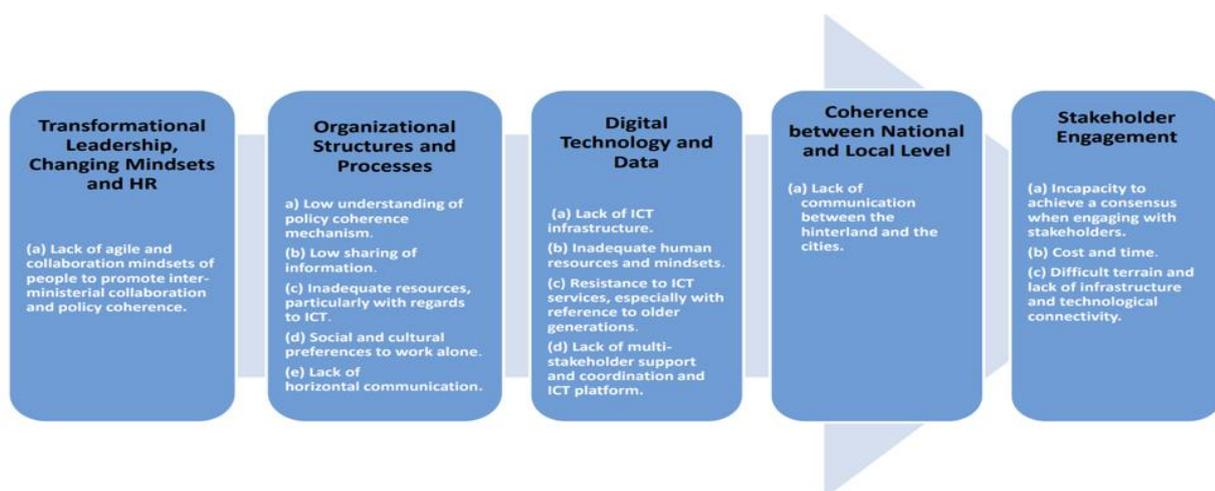 Transformational
Leadership,
Changing Mindsets
and HR
(a) Lack of agile and
collaboration mindsets of
people to promote inter-
ministerial collaboration
and policy coherence.
Organizational
Structures and
Processes
a) Low understanding of
policy coherence
mechanism.
(b) Low sharing of
information.
(c) Inadequate resources,
particularly with regards
to ICT.
(d) Social and cultural
preferences to work alone.
(e) Lack of
horizontal communication.
Digital
Technology and
Data
(a) Lack of ICT
infrastructure.
(b) Inadequate human
resources and mindsets.
(c) Resistance to ICT
services, especially with
reference to older
generations.
(d) Lack of multi-
stakeholder support
and coordination and
ICT platform.
Coherence
between National
and Local Level
(a) Lack of
communication
between the
hinterland and the
cities.
Stakeholder
Engagement
(a) Incapacity to
achieve a consensus
when engaging with
stakeholders.
(b) Cost and time.
(c) Difficult terrain and
lack of infrastructure
and technological
connectivity.